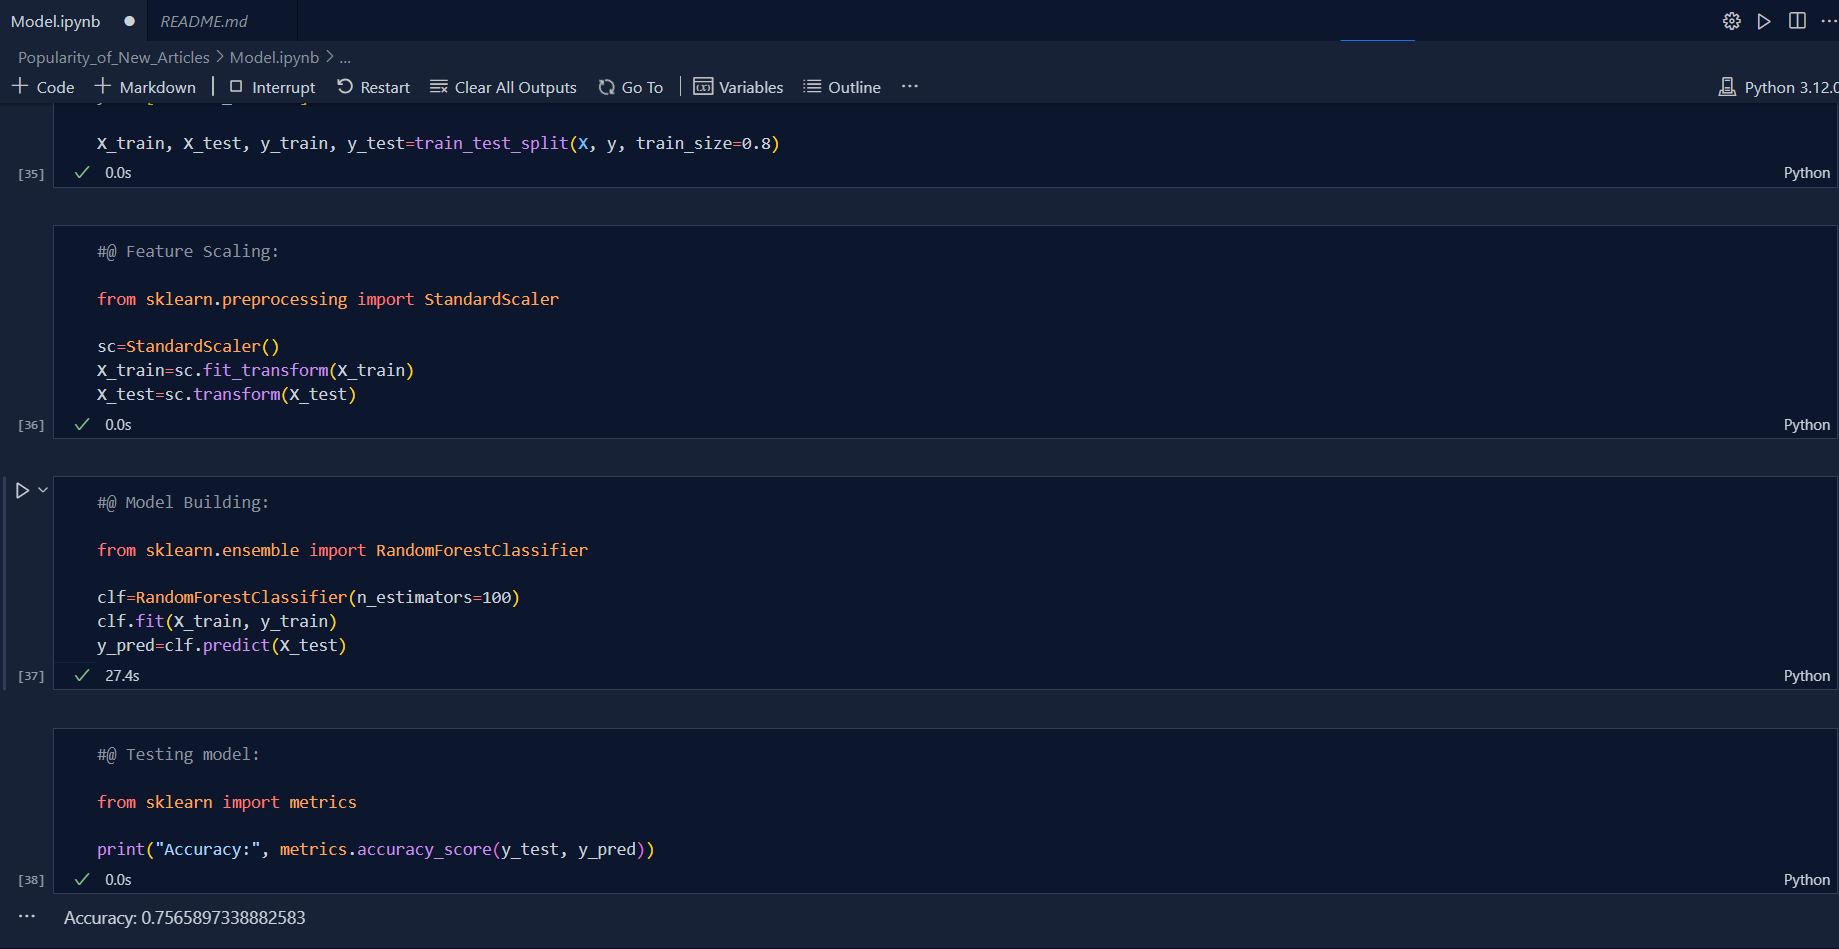 Model.ipynb README.md
Popularity_of_New_Articles > Model.ipynb > ...
+ Code + Markdown Interrupt Restart Clear All Outputs Go To Variables Outline ... Python 3.12.0
X_train, X_test, y_train, y_test=train_test_split(X, y, train_size=0.8)
[35] 0.0s Python
#@ Feature Scaling:
from sklearn.preprocessing import StandardScaler
sc=StandardScaler()
X_train=sc.fit_transform(X_train)
X_test=sc.transform(X_test)
[36] 0.0s Python
#@ Model Building:
from sklearn.ensemble import RandomForestClassifier
clf=RandomForestClassifier(n_estimators=100)
clf.fit(X_train, y_train)
y_pred=clf.predict(X_test)
[37] 27.4s Python
#@ Testing model:
from sklearn import metrics
print("Accuracy:", metrics.accuracy_score(y_test, y_pred))
[38] 0.0s Python
... Accuracy: 0.7565897338882583